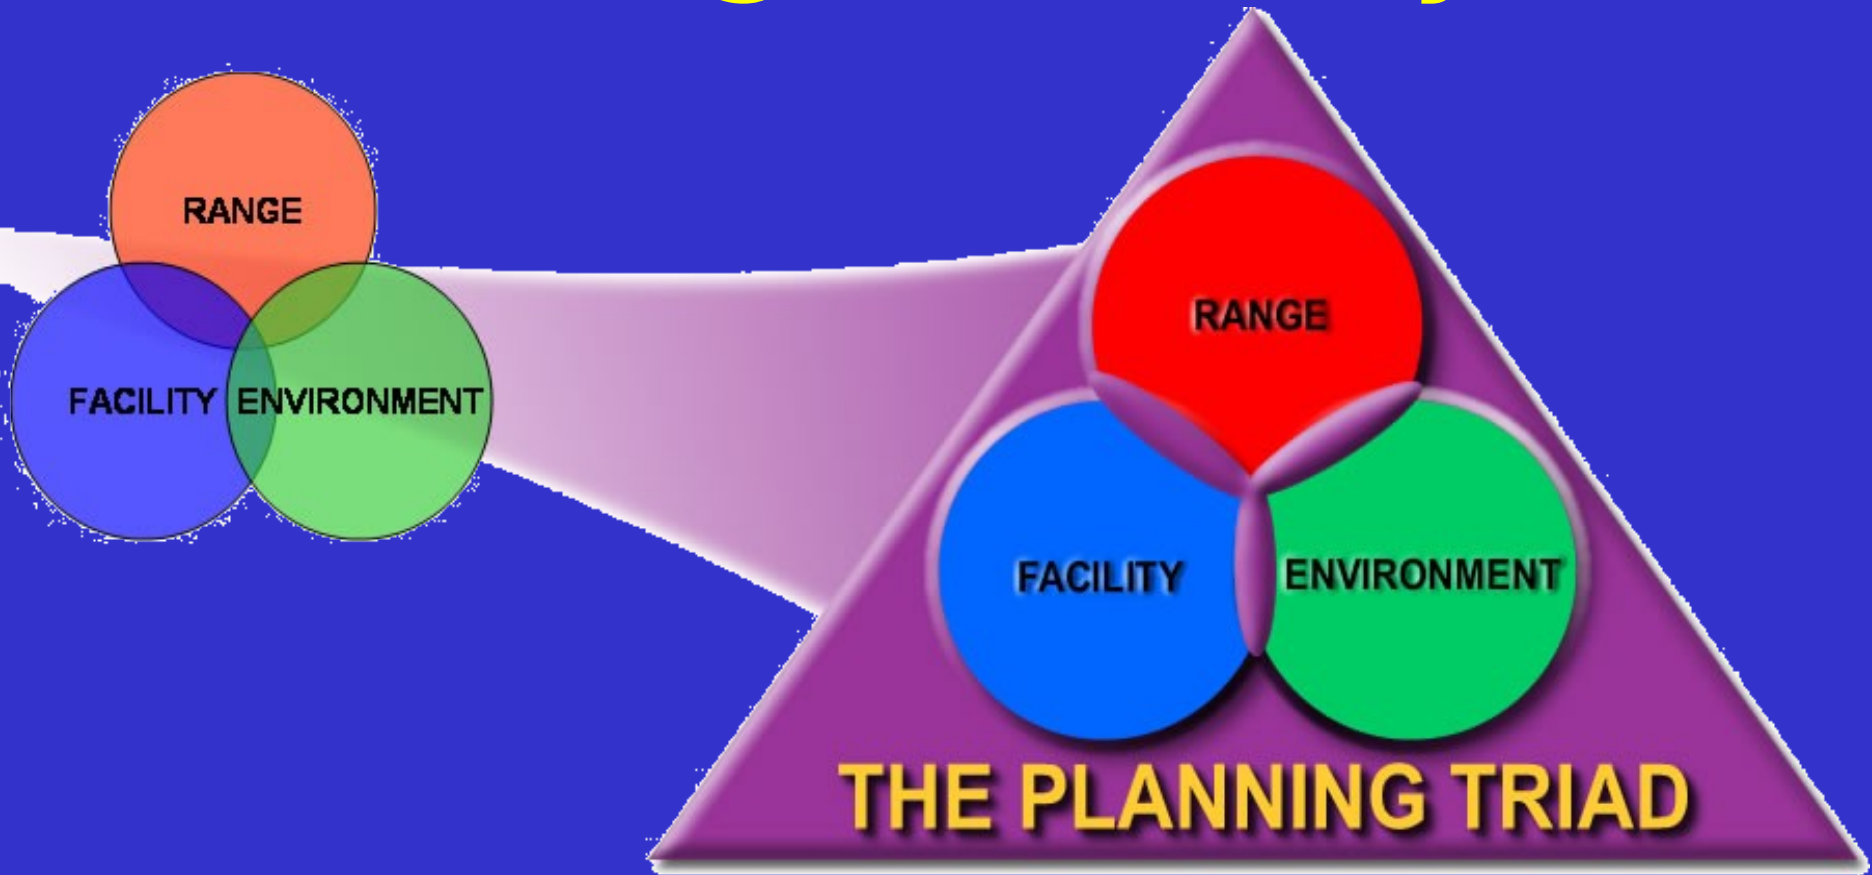 RANGE
FACILITY ENVIRONMENT
RANGE
FACILITY ENVIRONMENT
THE PLANNING TRIAD